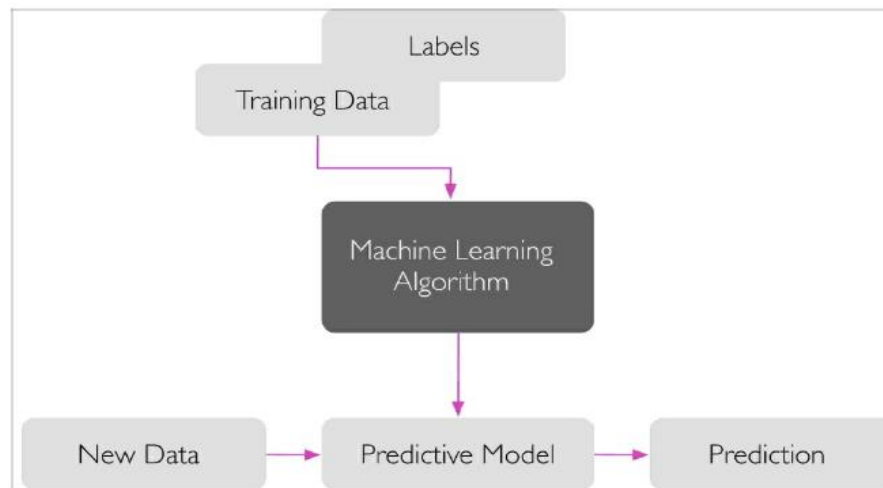 Labels
Training Data
Machine Learning
Algorithm
New Data
Predictive Model
Prediction